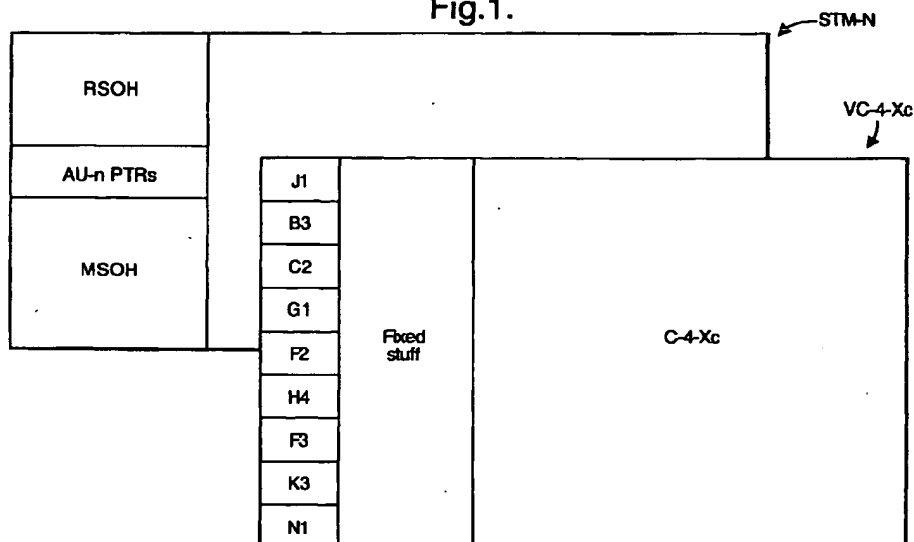 Fig.1.
STM-N
RSOH
VC-4-Xc
AU-n PTRs
J1
B3
MSOH
C2
G1
Fixed
stuff
C-4-Xc
F2
H4
F3
K3
N1